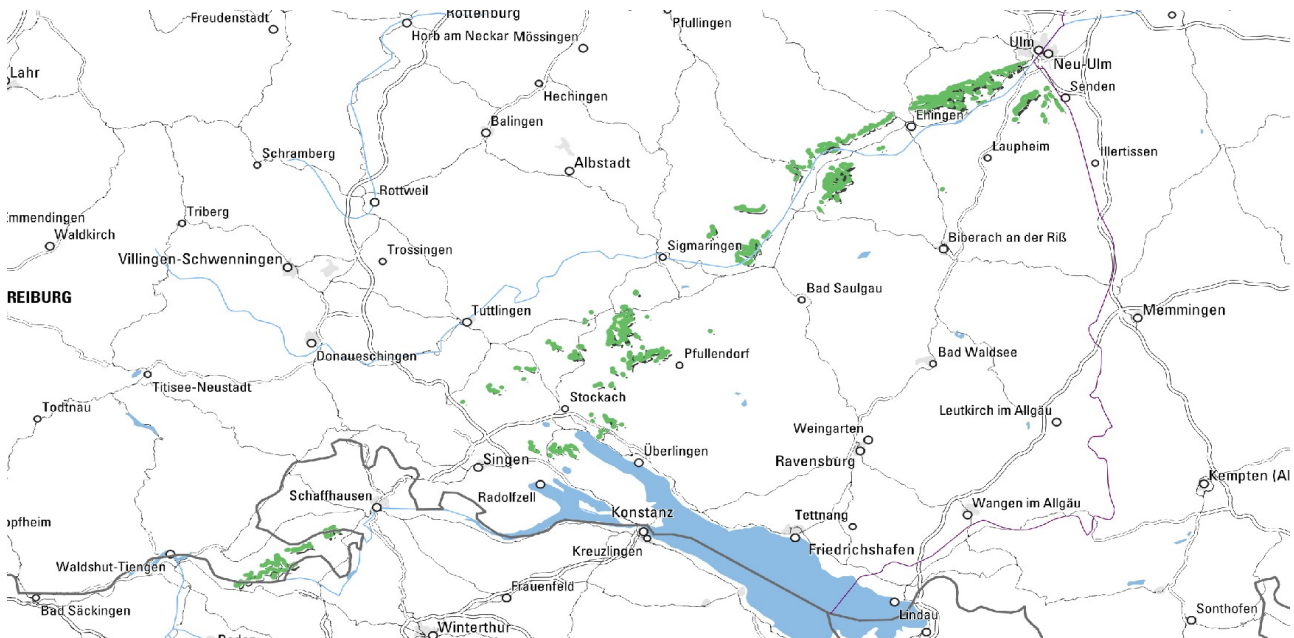 Rottenburg
Freudenstadt
Horb am Neckar
Mössingen
Pfullingen
Ulm
Neu-Ulm
Lahr
Hechingen
Senden
Balingen
Ehingen
Schramberg
Albstadt
Laupheim
Illertissen
Rottweil
Emmendingen
Triberg
Waldkirch
Trossingen
Sigmaringen
Biberach an der Riß
Villingen-Schwenningen
REIBURG
Bad Saulgau
Tuttlingen
Memmingen
Donaueschingen
Pfullendorf
Bad Waldsee
Titisee-Neustadt
Stockach
Todtnau
Leutkirch im Allgäu
Weingarten
Überlingen
Ravensburg
Singen
Kempten (Al
Schaffhausen
Radolfzell
Wangen im Allgäu
Konstanz
Tettnang
opfheim
Kreuzlingen
Friedrichshafen
Waldshut-Tiengen
Frauenfeld
Bad Säckingen
Lindau
Sonthofen
Winterthur